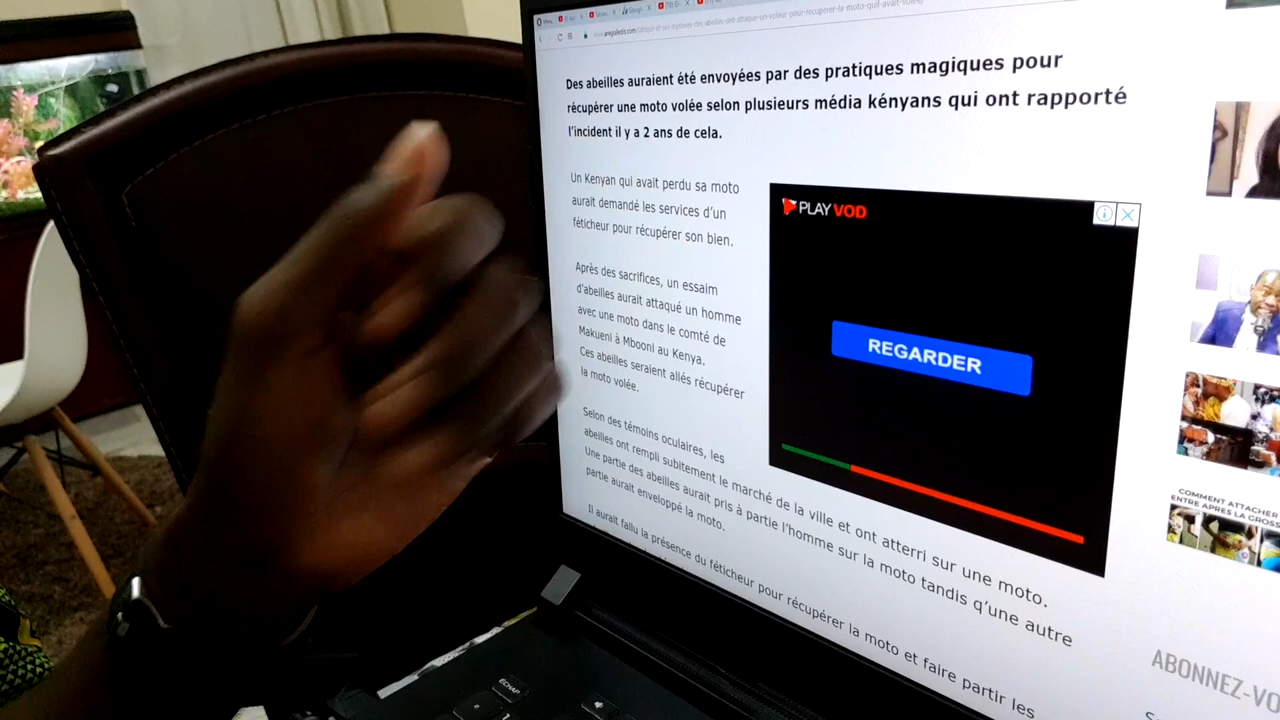 Des abeilles auraient été envoyées par des pratiques magiques pour
récupérer une moto volée selon plusieurs média kényans qui ont rapporté
l'incident il y a 2 ans de cela.
Un Kenyan qui avait perdu sa moto
aurait demandé les services d'un
féticheur pour récupérer son bien.
Après des sacrifices, un essaim
d'abeilles aurait attaqué un homme
avec une moto dans le comté de
Makueni à Mbooni au Kenya.
Ces abeilles seraient allés récupérer
la moto volée.
Selon des témoins oculaires, les
abeilles ont rempli subitement le marché de la ville et ont atterri sur une moto.
Une partie des abeilles aurait pris à partie l'homme sur la moto tandis q'une autre
partie aurait enveloppé la moto.
Il aurait fallu la présence du féticheur pour récupérer la moto et faire partir les
PLAY VOD
REGARDER
COMMENT ATTACHER
ENTRE APRES LA GROSS
ABONNEZ-VO
ECHAP